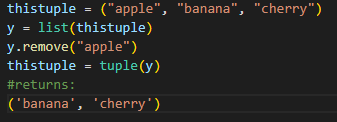 thistuple = ("apple", "banana", "cherry")
y = list(thistuple)
y.remove("apple")
thistuple = tuple(y)
#returns:
('banana', 'cherry')